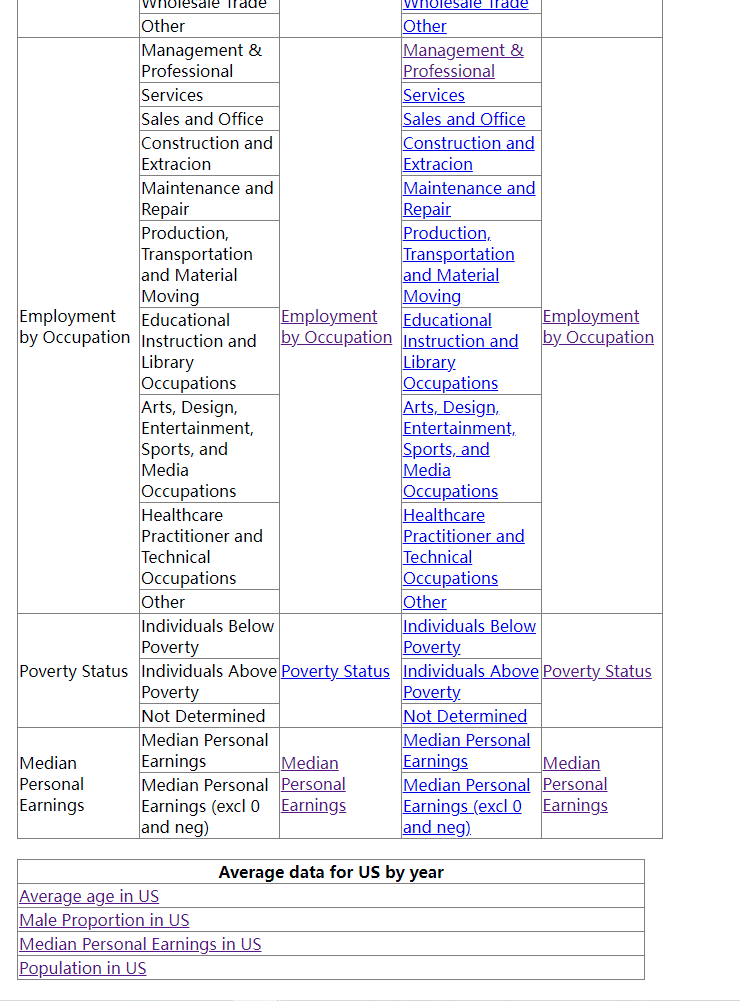 Wholesale Trade
Wholesale Trade
Other
Other
Employment
by Occupation
Management &
Professional
Services
Sales and Office
Construction and
Extracion
Maintenance and
Repair
Production,
Transportation
and Material
Moving
Educational
Instruction and
Library
Occupations
Arts, Design,
Entertainment,
Sports, and
Media
Occupations
Healthcare
Practitioner and
Technical
Occupations
Other
Employment
by Occupation
Management &
Professional
Services
Sales and Office
Construction and
Extracion
Maintenance and
Repair
Production,
Transportation
and Material
Moving
Educational
Instruction and
Library
Occupations
Arts, Design,
Entertainment,
Sports, and
Media
Occupations
Healthcare
Practitioner and
Technical
Occupations
Other
Employment
by Occupation
Poverty Status
Individuals Below
Poverty
Individuals Above
Poverty
Not Determined
Poverty Status
Individuals Below
Poverty
Individuals Above
Poverty
Not Determined
Poverty Status
Median
Personal
Earnings
Median Personal
Earnings
Median Personal
Earnings (excl 0
and neg)
Median
Personal
Earnings
Median Personal
Earnings
Median Personal
Earnings (excl 0
and neg)
Median
Personal
Earnings
Average data for US by year
Average age in US
Male Proportion in US
Median Personal Earnings in US
Population in US